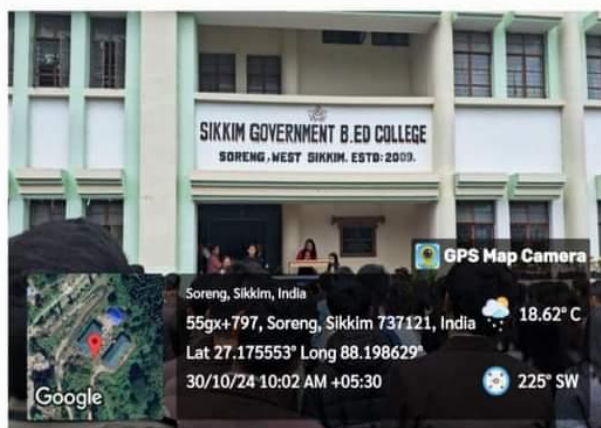 SIKKIM GOVERNMENT B.ED COLLEGE
SORENG, WEST SIKKIM. ESTD: 2009.
GPS Map Camera
Soreng, Sikkim, India
55gx+797, Soreng, Sikkim 737121, India
18.62° C
Lat 27.175553° Long 88.198629°
30/10/24 10:02 AM +05:30
225° SW
Google